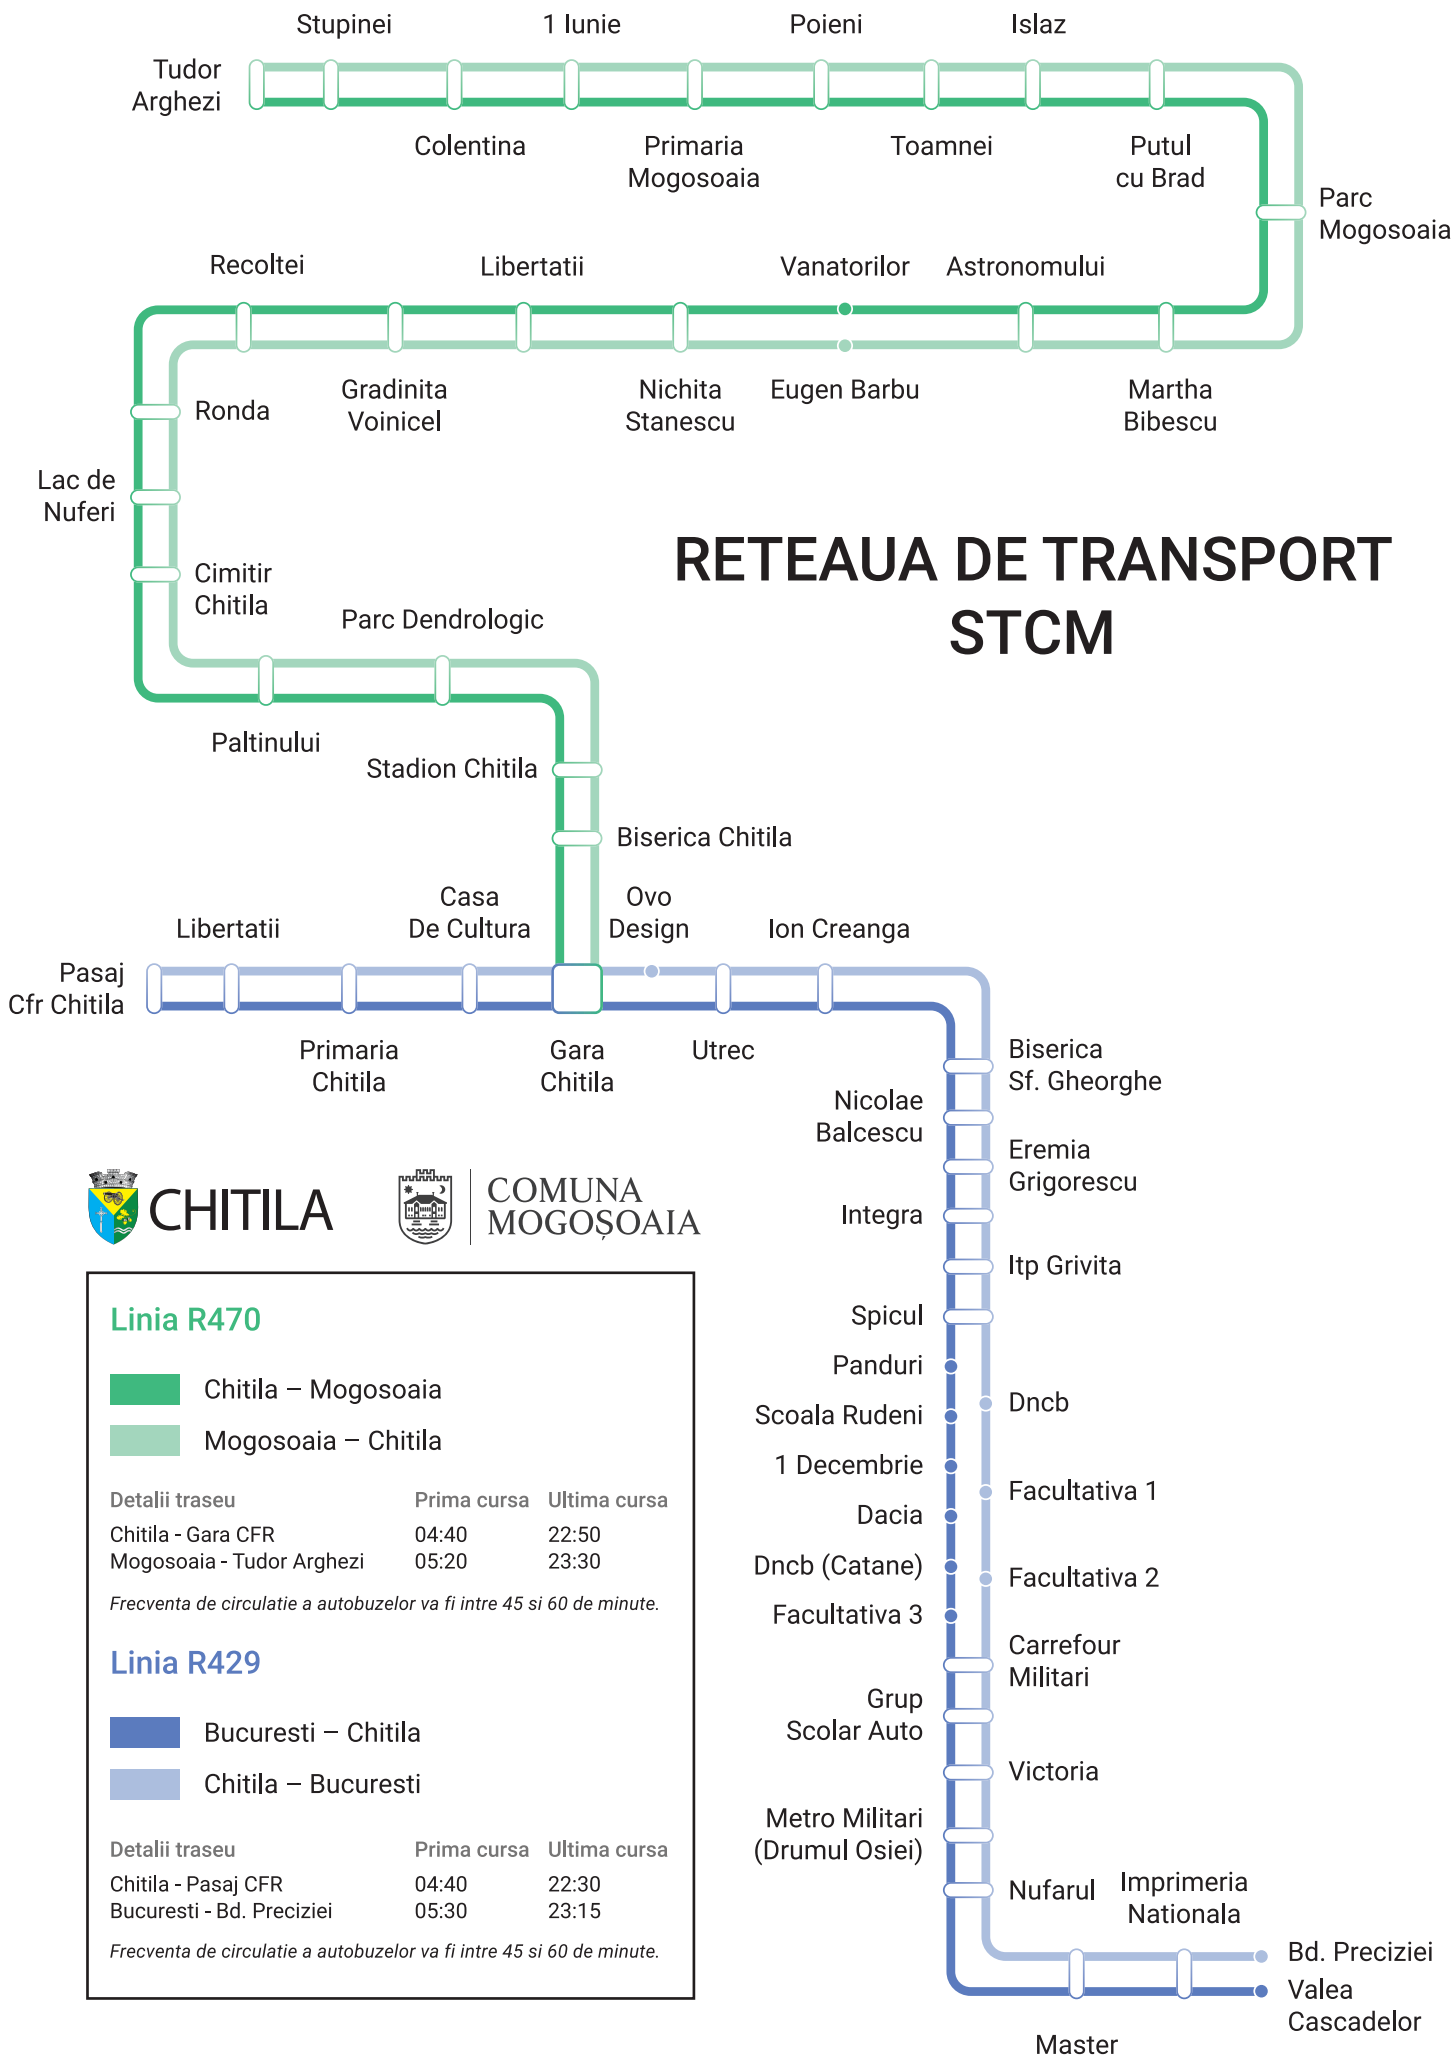 Stupinei
1 Iunie
Poieni
Islaz
Tudor
Arghezi
Colentina
Primaria
Mogosoaia
Toamnei
Putul
cu Brad
Parc
Mogosoaia
Recoltei
Libertatii
Vanatorilor
Astronomului
Gradinita
Voinicel
Nichita
Stanescu
Eugen Barbu
Martha
Bibescu
Ronda
Lac de
Nuferi
Cimitir
Chitila
RETEAUA DE TRANSPORT
STCM
Parc Dendrologic
Paltinului
Stadion Chitila
Biserica Chitila
Libertatii
Casa
De Cultura
Ovo
Design
Ion Creanga
Pasaj
Cfr Chitila
Primaria
Chitila
Gara
Chitila
Utrec
Biserica
Sf. Gheorghe
Nicolae
Balcescu
Eremia
Grigorescu
Integra
Itp Grivita
Spicul
Panduri
Dncb
Scoala Rudeni
1 Decembrie
Facultativa 1
Dacia
Dncb (Catane)
Facultativa 2
Facultativa 3
Carrefour
Militari
Grup
Scolar Auto
Victoria
Metro Militari
(Drumul Osiei)
Nufarul
Imprimeria
Nationala
Bd. Preciziei
Valea
Cascadelor
Master
CHITILA
COMUNA
MOGOȘOAIA
Linia R470
Chitila – Mogosoaia
Mogosoaia – Chitila
Detalii traseu Prima cursa Ultima cursa
Chitila - Gara CFR 04:40 22:50
Mogosoaia - Tudor Arghezi 05:20 23:30
Frecventa de circulatie a autobuzelor va fi intre 45 si 60 de minute.
Linia R429
Bucuresti – Chitila
Chitila – Bucuresti
Detalii traseu Prima cursa Ultima cursa
Chitila - Pasaj CFR 04:40 22:30
Bucuresti - Bd. Preciziei 05:30 23:15
Frecventa de circulatie a autobuzelor va fi intre 45 si 60 de minute.